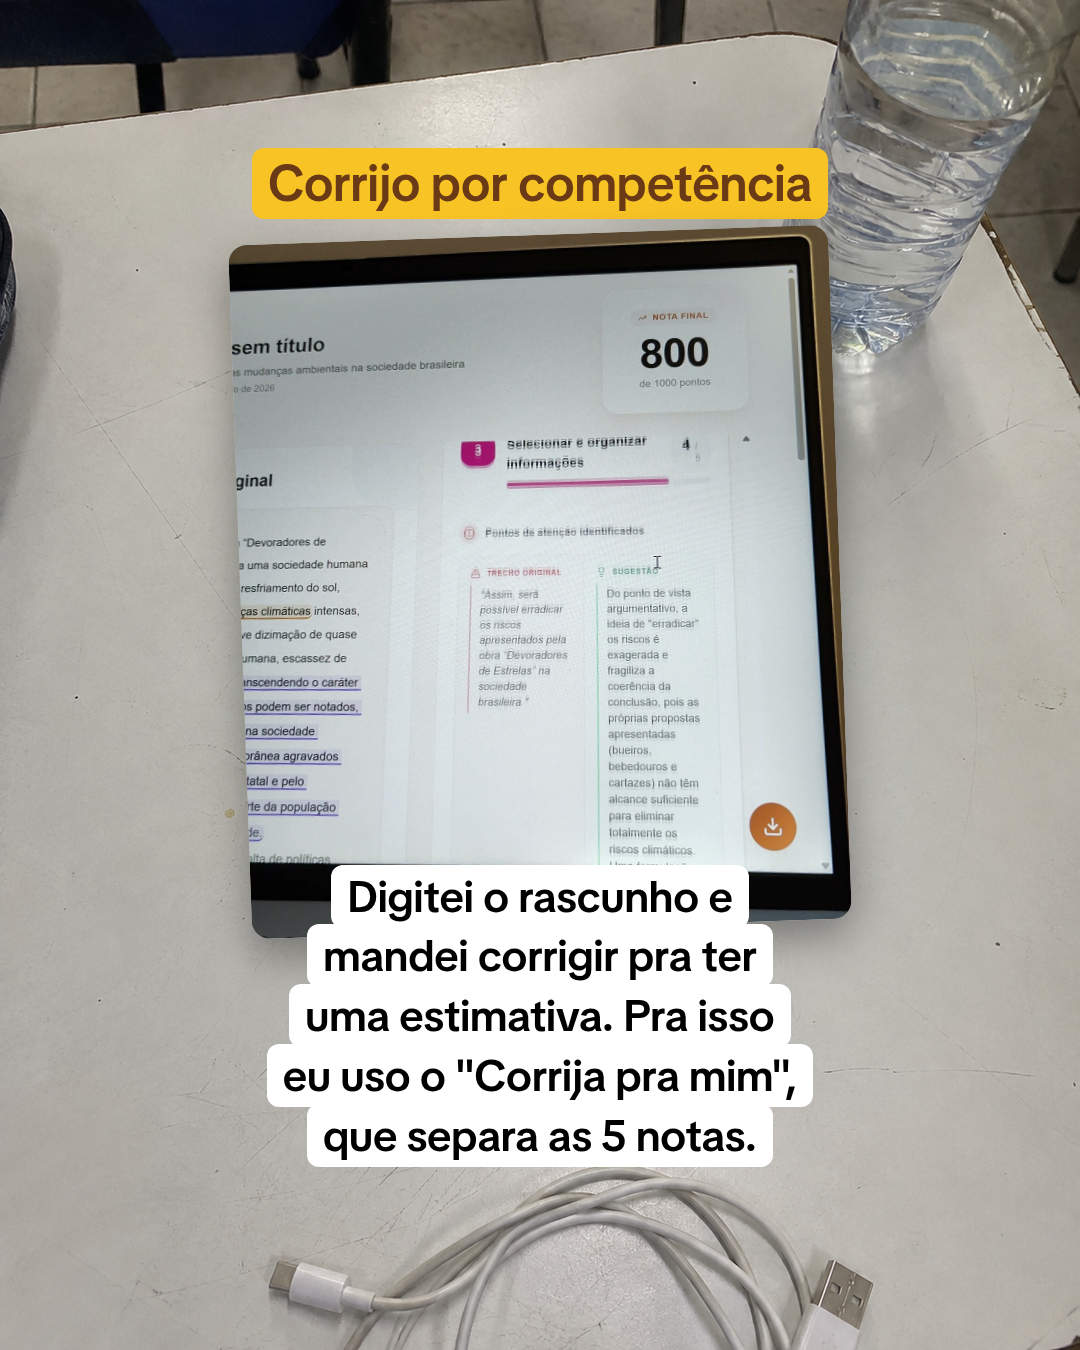 Corrijo por competência
sem título
mudanças ambientais na sociedade brasileira
de 2026
NOTA FINAL
800
de 1000 pontos
3
Selecionar e organizar
informações
4
Pontos de atenção identificados
TRECHO ORIGINAL
"Assim, será
possível erradicar
os riscos
apresentados pela
obra "Devoradores
de Estrelas" na
sociedade
brasileira."
SUGESTÃO
Do ponto de vista
argumentativo, a
ideia de "erradicar"
os riscos é
exagerada e
fragiliza a
coerência da
conclusão, pois as
próprias propostas
apresentadas
(bueiros,
bebedouros e
cartazes) não têm
alcance suficiente
para eliminar
totalmente os
riscos climáticos.
ginal
"Devoradores de
a uma sociedade humana
resfriamento do sol,
ças climáticas intensas,
ve dizimação de quase
umana, escassez de
nscendendo o caráter
s podem ser notados,
na sociedade
orânea agravados
tatal e pelo
rte da população
de.
lta de políticas
Digitei o rascunho e
mandei corrigir pra ter
uma estimativa. Pra isso
eu uso o "Corrija pra mim",
que separa as 5 notas.